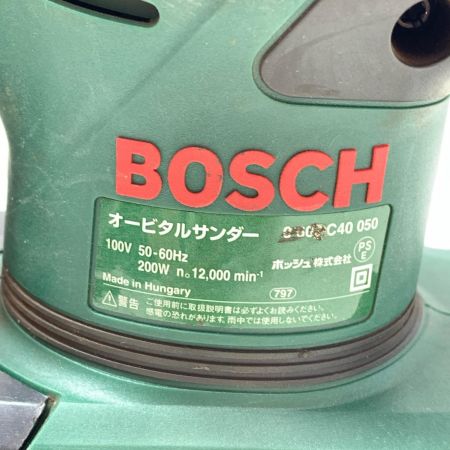 BOSCH
オービタルサンダー C40 050
100V 50-60Hz
200W n₀ 12,000 min⁻¹
Made in Hungary
PS
E
ボッシュ株式会社
797
警告 ご使用前に取扱説明書は必ずよくお読みください。
感電の恐れがあります。雨中では使用しないでください。